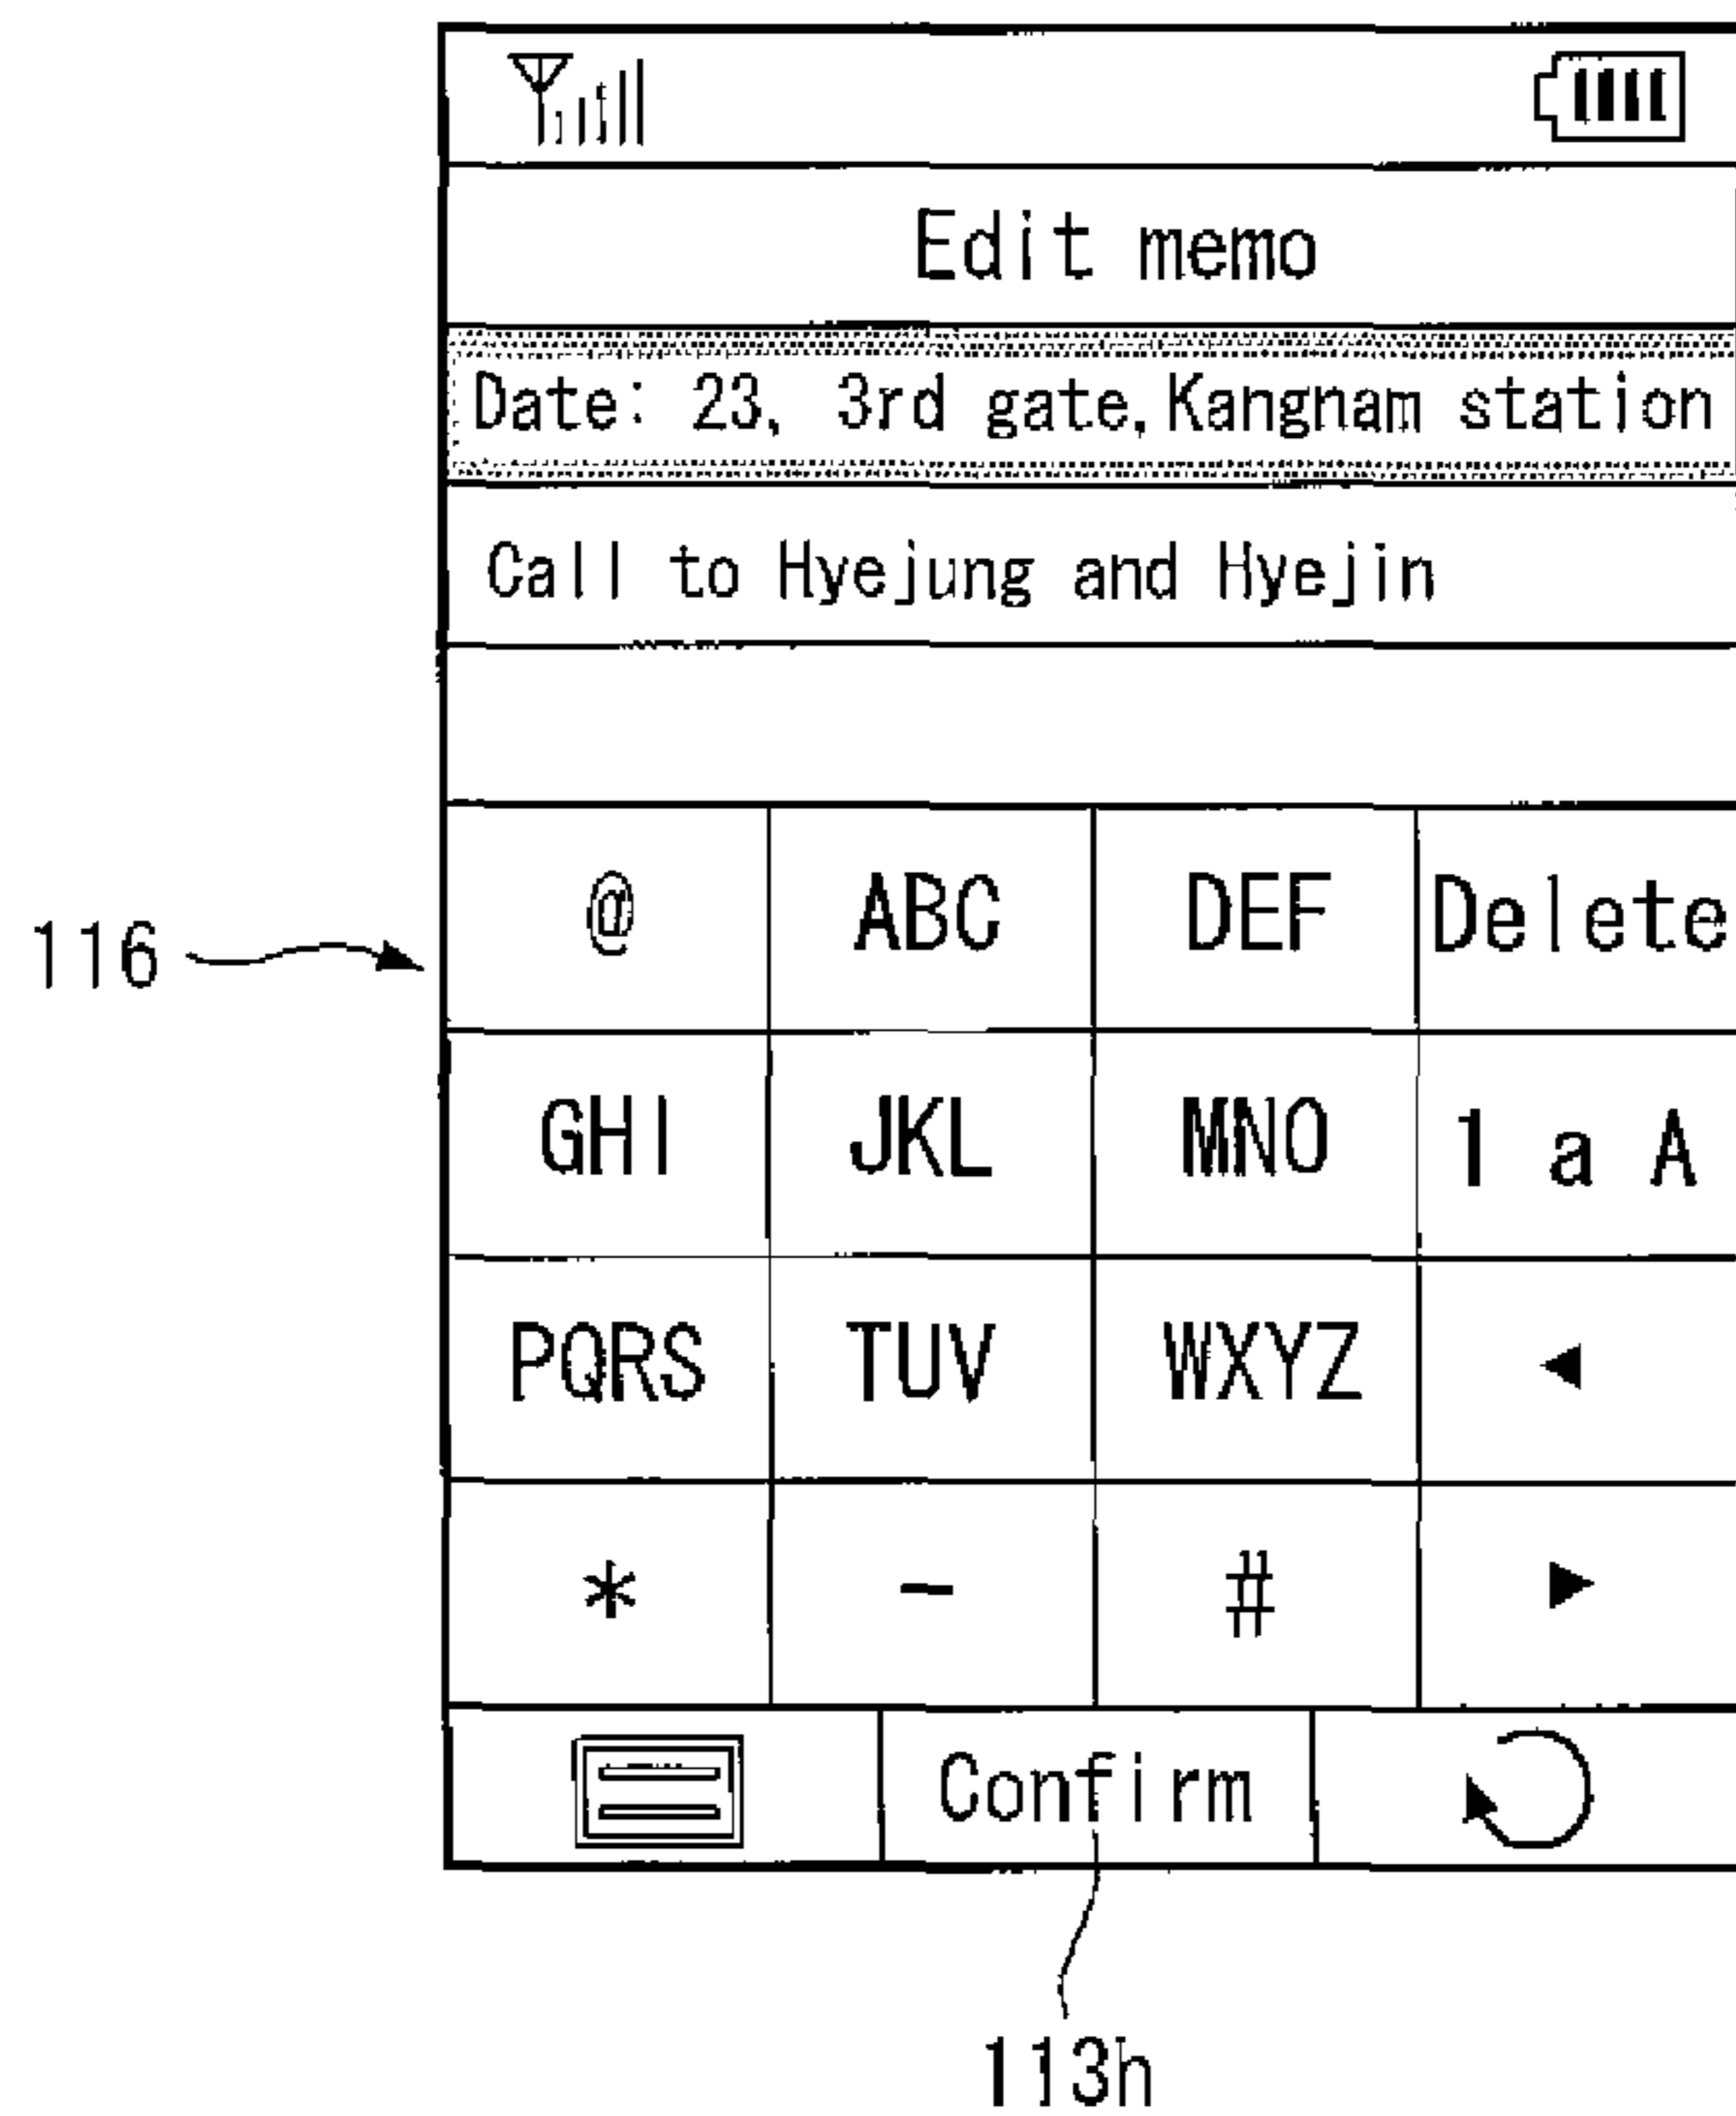 Edit memo
Date: 23, 3rd gate, Kangnam station
Call to Hyejung and Hyejin
@ ABC DEF Delete
116
GHI JKL MNO 1 a A
PQRS TUV WXYZ ◀
* - # ▶
Confirm
113h